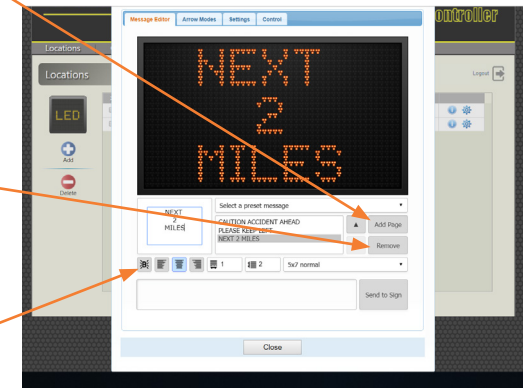 ontroller
Message Editor Arrow Modes Settings Control
Locations
Locations
Logout
LED
Add
Delete
NEXT
2
MILES
Select a preset message
NEXT
2
MILES
CAUTION ACCIDENT AHEAD
PLEASE KEEP LEFT
NEXT 2 MILES
Add Page
Remove
1 2 5x7 normal
Send to Sign
Close